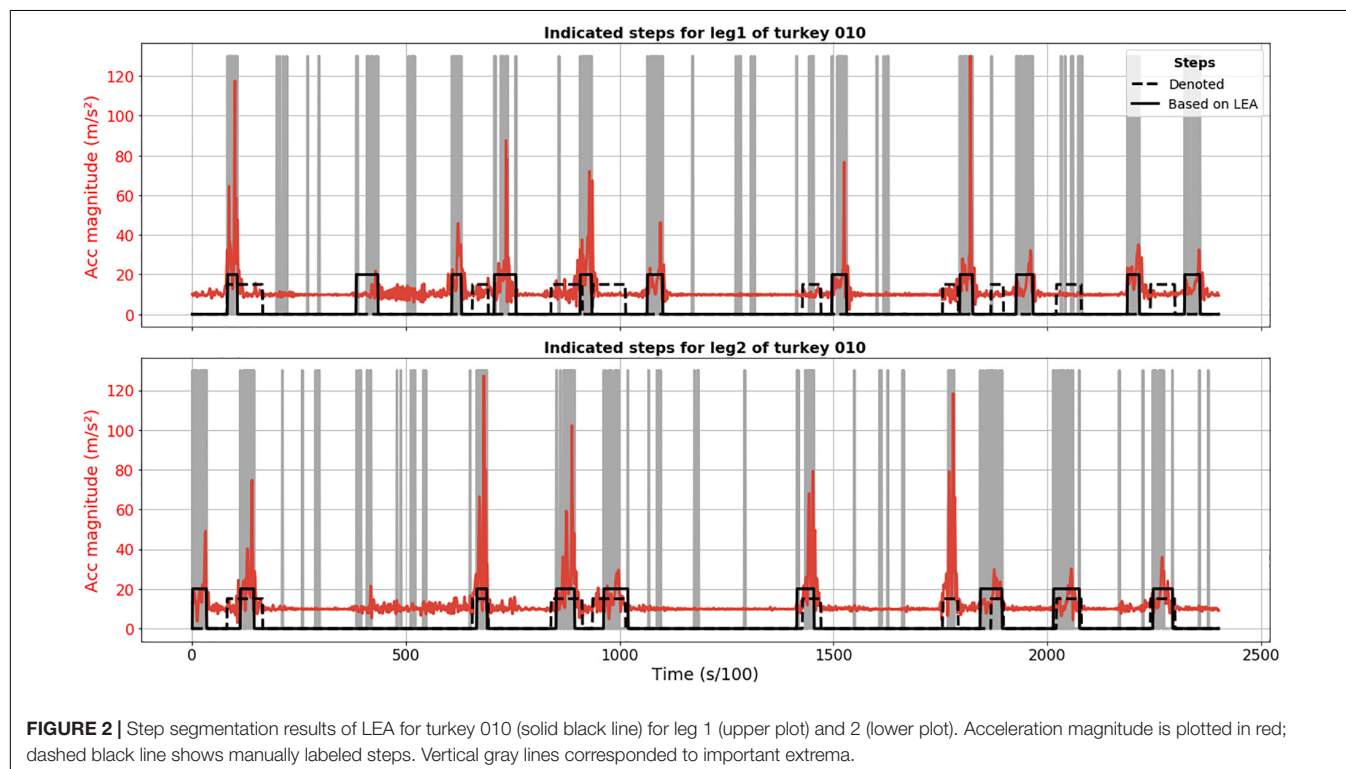 Indicated steps for leg1 of turkey 010
Acc magnitude (m/s²)
120
100
80
60
40
20
0
Steps
Denoted
Based on LEA
Indicated steps for leg2 of turkey 010
Acc magnitude (m/s²)
120
100
80
60
40
20
0
0 500 1000 1500 2000 2500
Time (s/100)
FIGURE 2 | Step segmentation results of LEA for turkey 010 (solid black line) for leg 1 (upper plot) and 2 (lower plot). Acceleration magnitude is plotted in red;
dashed black line shows manually labeled steps. Vertical gray lines corresponded to important extrema.